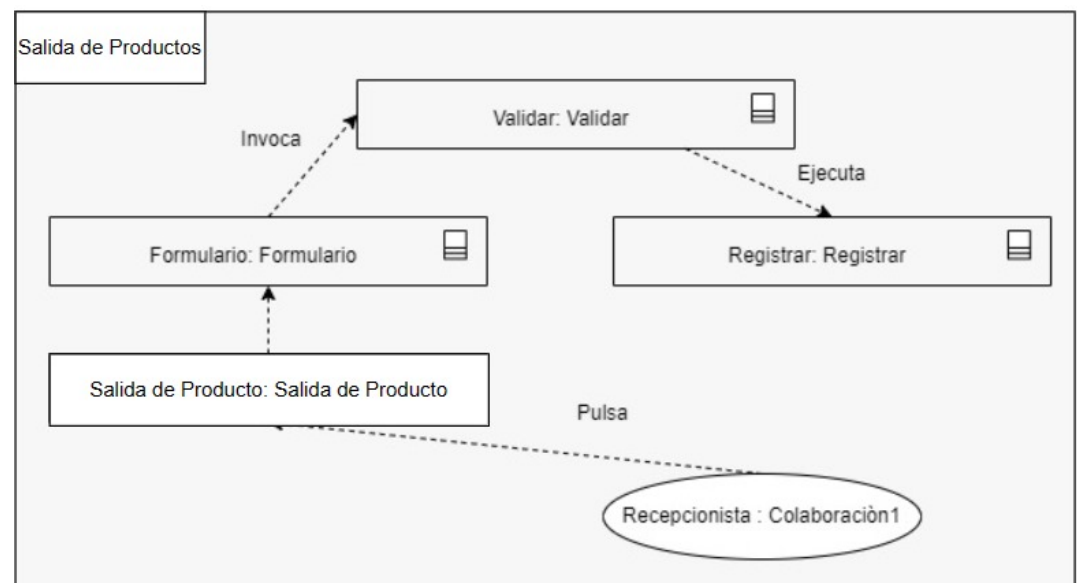 Salida de Productos
Validar: Validar
Invoca
Ejecuta
Formulario: Formulario
Registrar: Registrar
Salida de Producto: Salida de Producto
Pulsa
Recepcionista : Colaboraciòn1